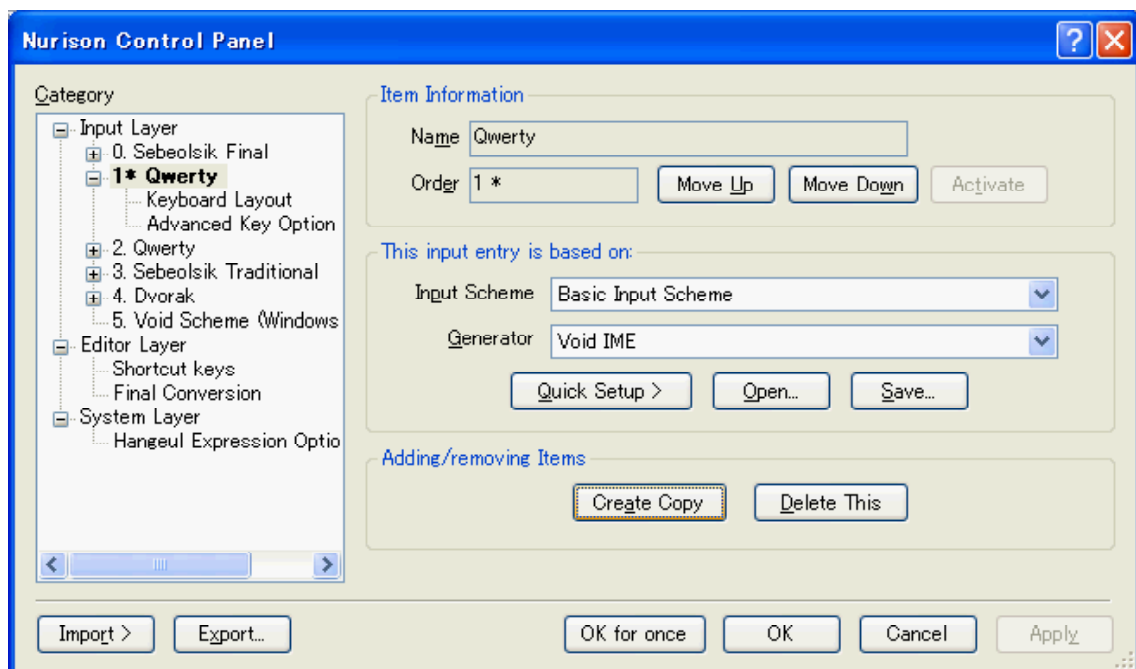 Nurison Control Panel
Category
Input Layer
0. Sebeolsik Final
1* Qwerty
Keyboard Layout
Advanced Key Option
2. Qwerty
3. Sebeolsik Traditional
4. Dvorak
5. Void Scheme (Windows
Editor Layer
Shortcut keys
Final Conversion
System Layer
Hangeul Expression Optio
Item Information
Name Qwerty
Order 1 * Move Up Move Down Activate
This input entry is based on:
Input Scheme Basic Input Scheme
Generator Void IME
Quick Setup > Open... Save...
Adding/removing Items
Create Copy Delete This
Import > Export... OK for once OK Cancel Apply